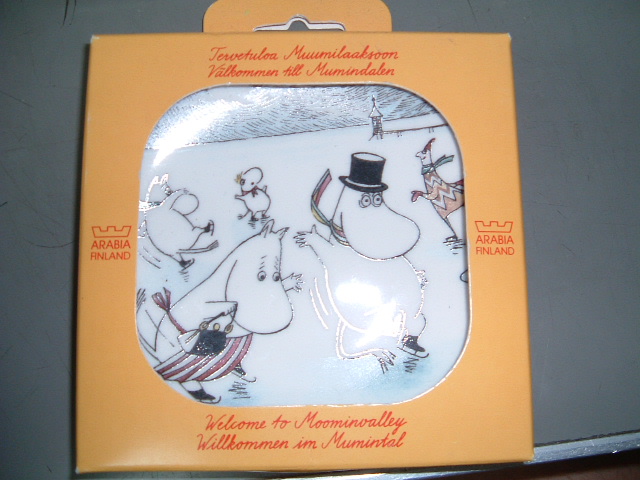 Tervetuloa Muumilaaksoon
Välkommen till Mumindalen
ARABIA
FINLAND
ARABIA
FINLAND
Welcome to Moominvalley
Willkommen im Mumintal